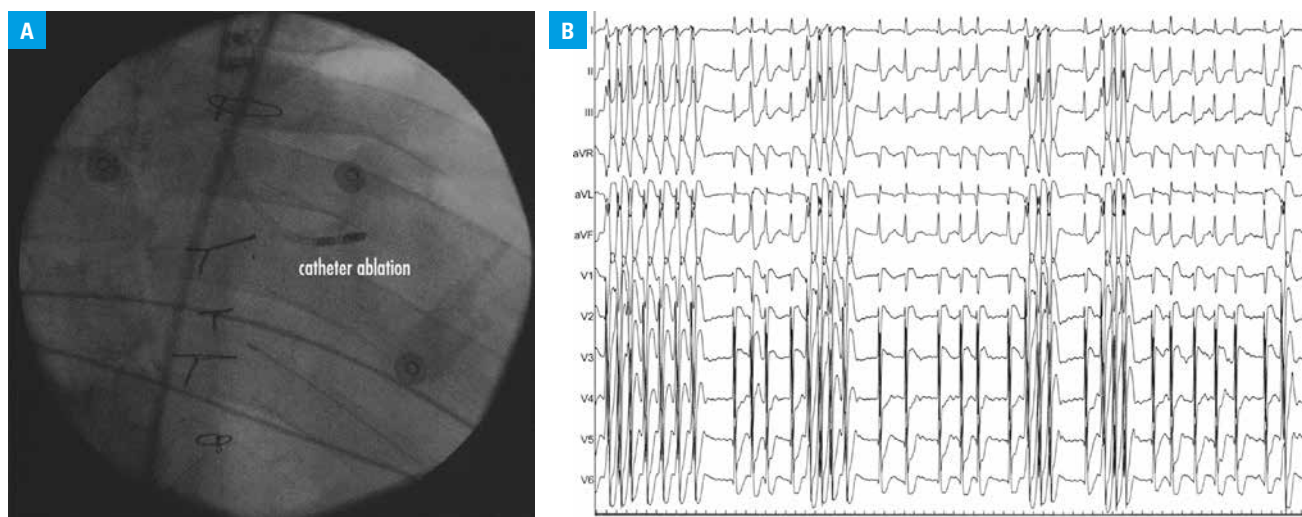 A
catheter ablation
B
I
II
III
aVR
aVL
aVF
V1
V2
V3
V4
V5
V6